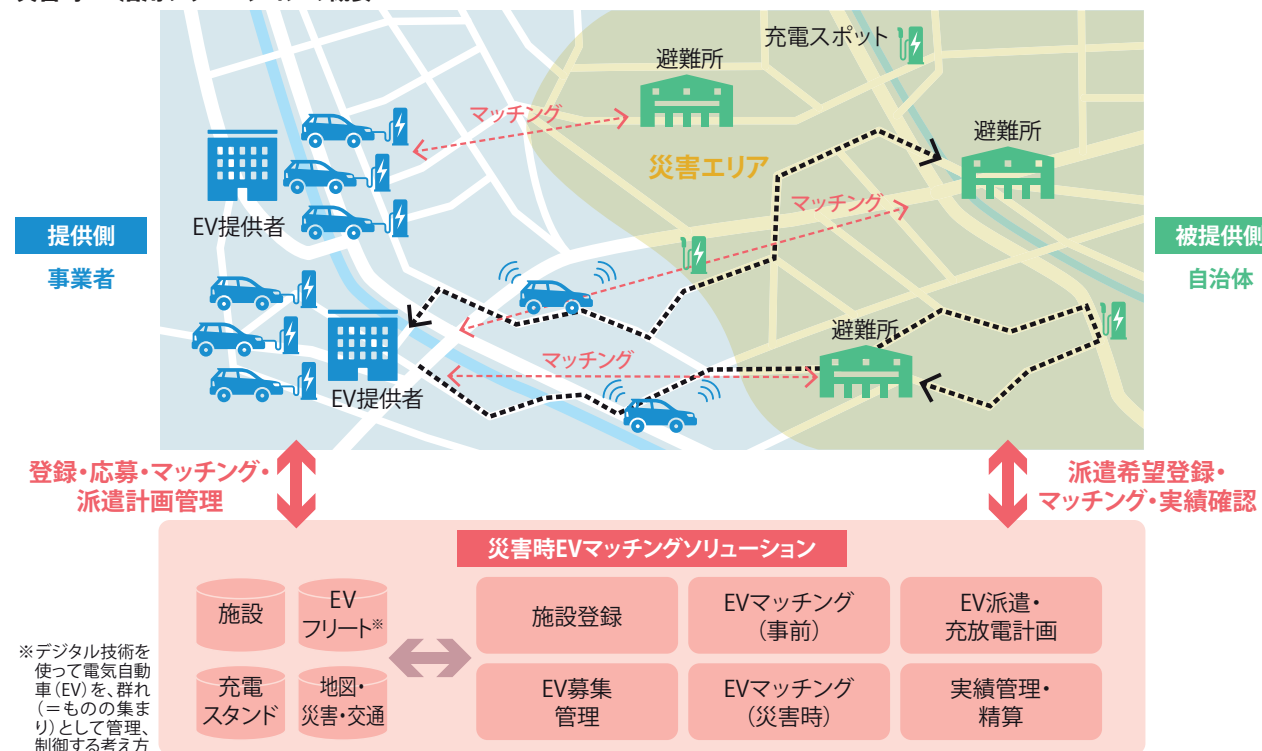 充電スポット
避難所
マッチング
避難所
災害エリア
マッチング
EV提供者
提供側
事業者
被提供側
自治体
避難所
マッチング
EV提供者
登録・応募・マッチング・
派遣計画管理
派遣希望登録・
マッチング・実績確認
災害時EVマッチングソリューション
施設
EV
フリート※
充電
スタンド
地図・
災害・交通
施設登録
EVマッチング
(事前)
EV派遣・
充放電計画
EV募集
管理
EVマッチング
(災害時)
実績管理・
精算
※デジタル技術を
使って電気自動
車(EV)を、群れ
(=ものの集ま
り)として管理、
制御する考え方